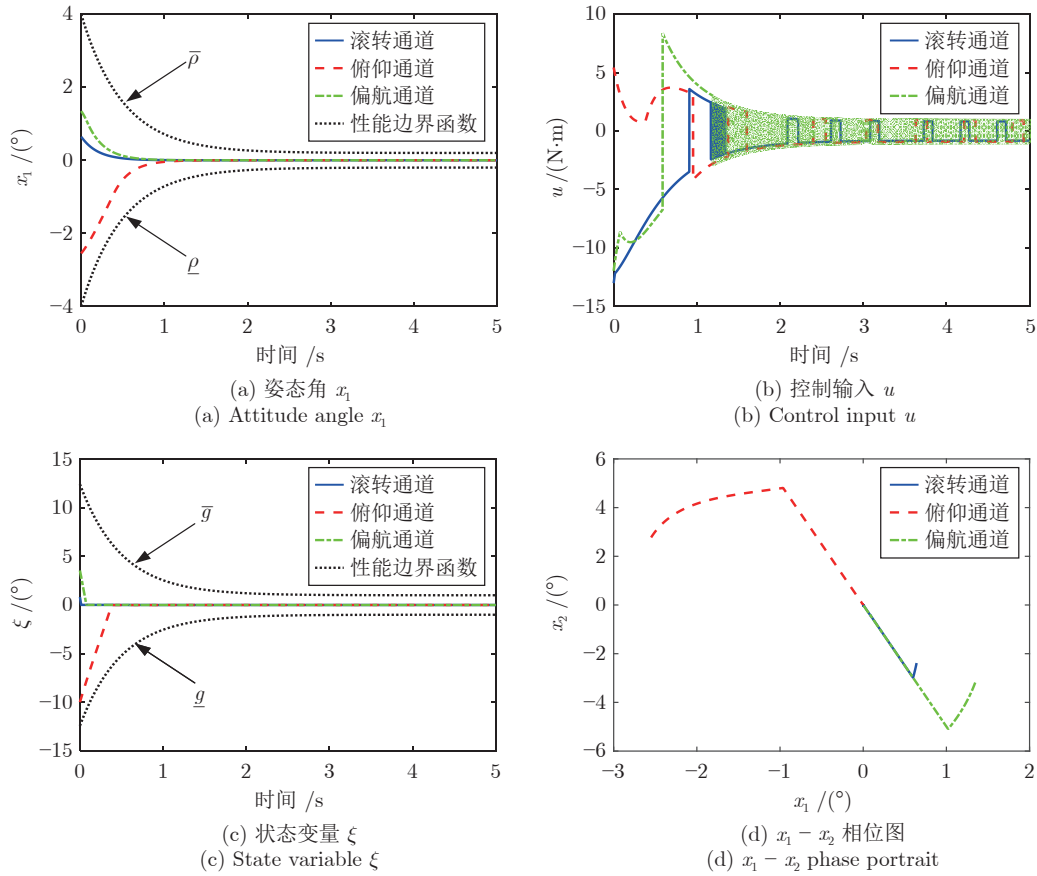 4
2
0
−2
−4
x₁ /(°)
ρ̅
ρ̲
滚转通道
俯仰通道
偏航通道
性能边界函数
0 1 2 3 4 5
时间 /s
(a) 姿态角 x₁
(a) Attitude angle x₁
10
5
0
−5
−10
−15
u /(N·m)
滚转通道
俯仰通道
偏航通道
0 1 2 3 4 5
时间 /s
(b) 控制输入 u
(b) Control input u
15
10
5
0
−5
−10
−15
ξ /(°)
g̅
g̲
滚转通道
俯仰通道
偏航通道
性能边界函数
0 1 2 3 4 5
时间 /s
(c) 状态变量 ξ
(c) State variable ξ
6
4
2
0
−2
−4
−6
x₂ /(°)
滚转通道
俯仰通道
偏航通道
−3 −2 −1 0 1 2
x₁ /(°)
(d) x₁ − x₂ 相位图
(d) x₁ − x₂ phase portrait